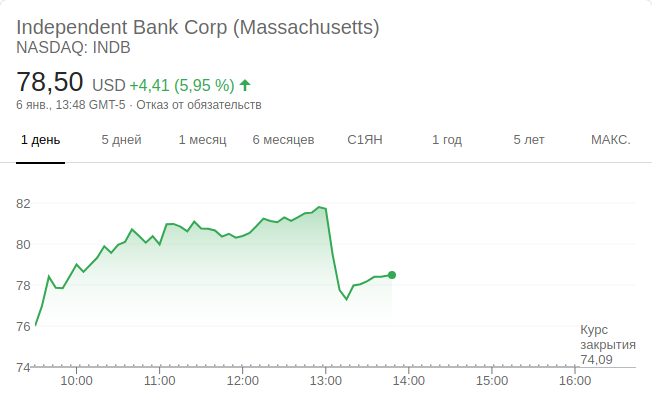 Independent Bank Corp (Massachusetts)
NASDAQ: INDB
78,50 USD +4,41 (5,95 %)
6 янв., 13:48 GMT-5 · Отказ от обязательств
1 день 5 дней 1 месяц 6 месяцев С1ЯН 1 год 5 лет МАКС.
82
80
78
76
74
Курс
закрытия
74,09
10:00 11:00 12:00 13:00 14:00 15:00 16:00